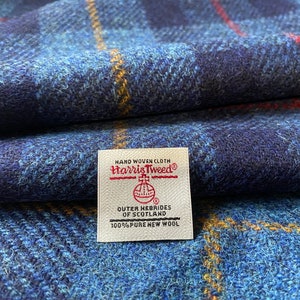 HAND WOVEN CLOTH
Harris Tweed®
®
OUTER HEBRIDES
OF SCOTLAND
100% PURE NEW WOOL